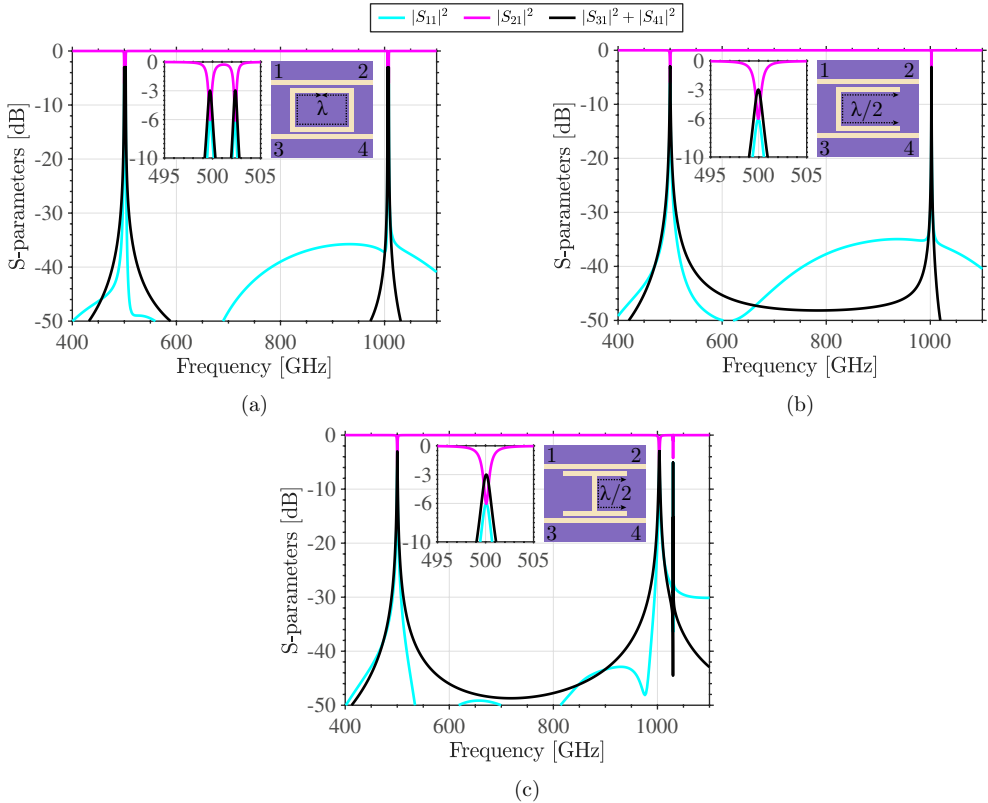 |S₁₁|² |S₂₁|² |S₃₁|² + |S₄₁|²
S-parameters [dB]
0
-10
-20
-30
-40
-50
400 600 800 1000
Frequency [GHz]
0
-3
-6
-10
495 500 505
1 2
λ
3 4
(a)
S-parameters [dB]
0
-10
-20
-30
-40
-50
400 600 800 1000
Frequency [GHz]
0
-3
-6
-10
495 500 505
1 2
λ/2
3 4
(b)
S-parameters [dB]
0
-10
-20
-30
-40
-50
400 600 800 1000
Frequency [GHz]
0
-3
-6
-10
495 500 505
1 2
λ/2
3 4
(c)